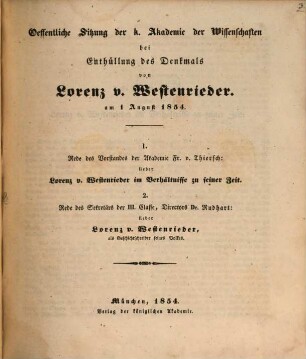 Oeffentliche Sitzung der k. Akademie der Wissenschaften
bei
Enthüllung des Denkmals
von
Lorenz v. Westenrieder.
am 1 August 1854.
1.
Rede des Vorstandes der Akademie Fr. v. Thiersch:
ueber
Lorenz v. Westenrieder im Verhältnisse zu seiner Zeit.
2.
Rede des Sekretärs der III. Classe, Directors Dr. Rudhart:
ueber
Lorenz v. Westenrieder,
als Geschichtschreiber seines Volkes.
München, 1854.
Verlag der königlichen Akademie.